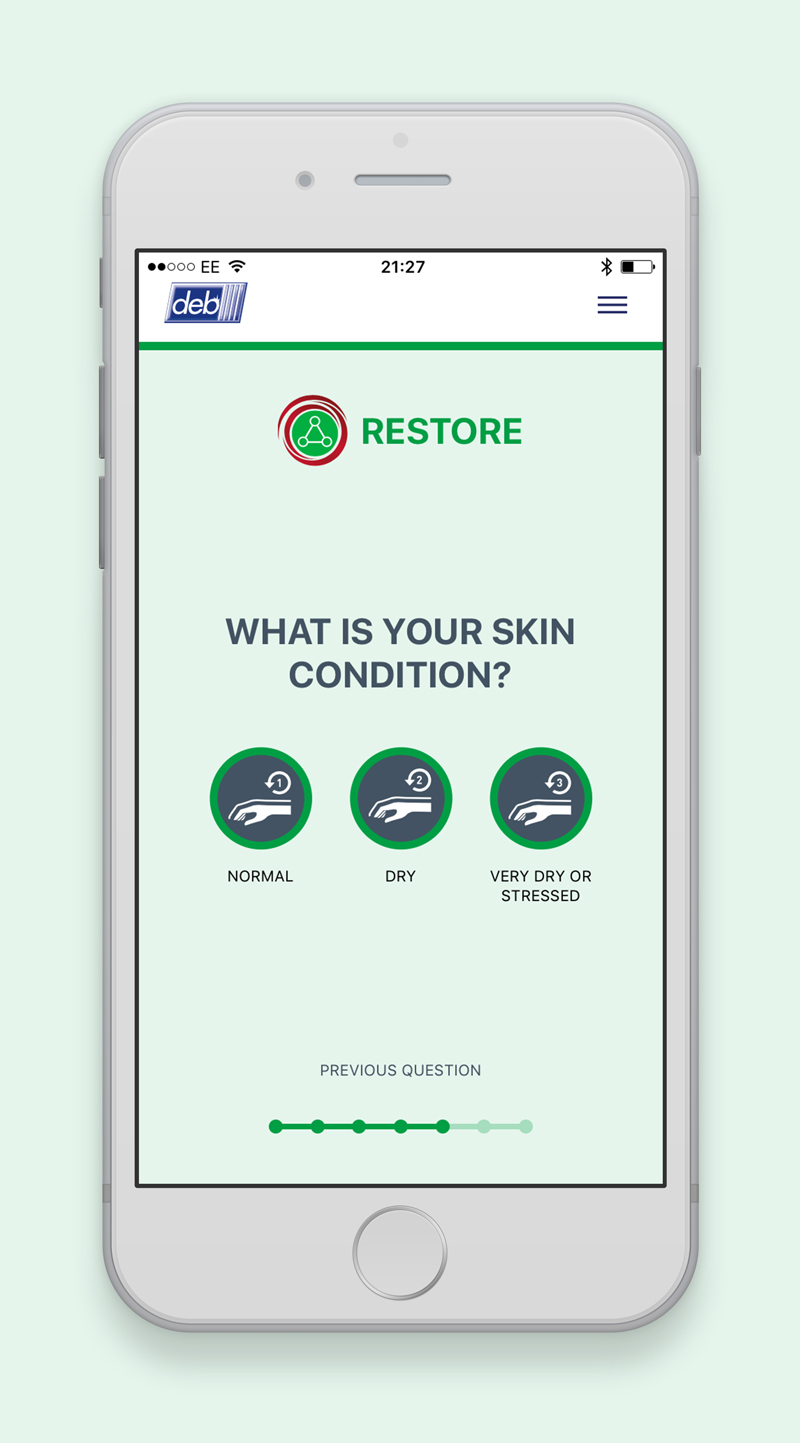 EE
21:27
deb
RESTORE
WHAT IS YOUR SKIN
CONDITION?
1
2
3
NORMAL
DRY
VERY DRY OR
STRESSED
PREVIOUS QUESTION